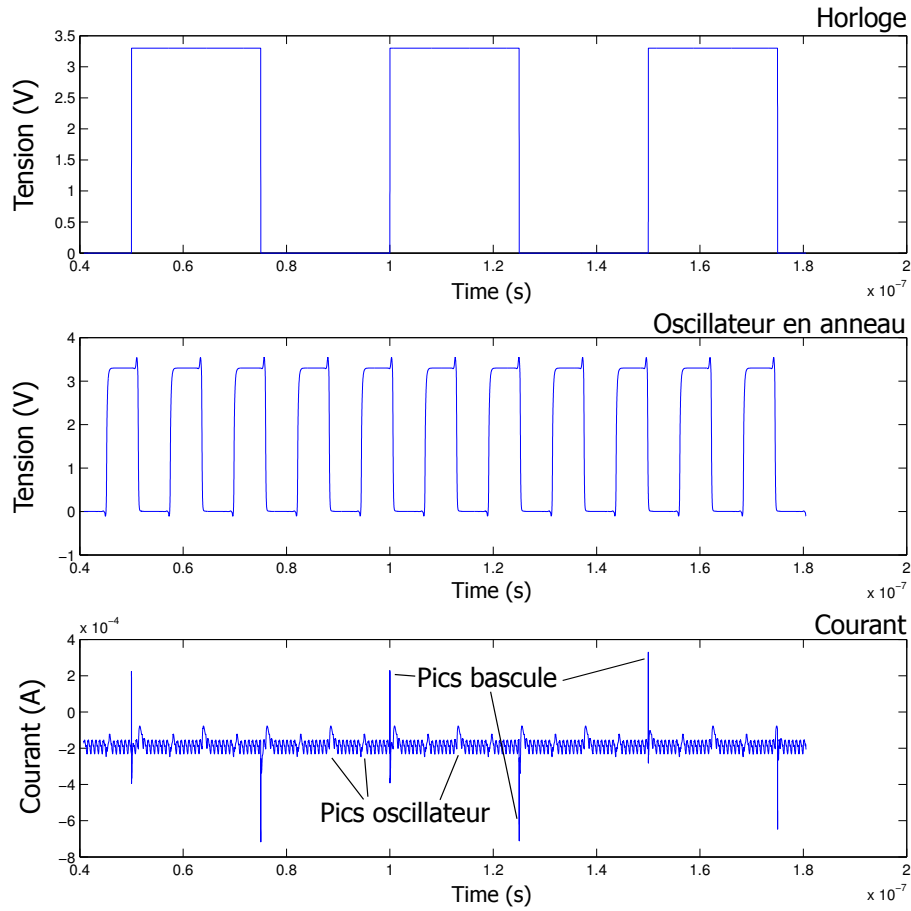 Horloge
Tension (V)
3.5
3
2.5
2
1.5
1
0.5
0
0.4 0.6 0.8 1 1.2 1.4 1.6 1.8 2
Time (s)
x 10⁻⁷
Oscillateur en anneau
Tension (V)
4
3
2
1
0
−1
0.4 0.6 0.8 1 1.2 1.4 1.6 1.8 2
Time (s)
x 10⁻⁷
Courant
x 10⁻⁴
Courant (A)
4
2
0
−2
−4
−6
−8
Pics bascule
Pics oscillateur
0.4 0.6 0.8 1 1.2 1.4 1.6 1.8 2
Time (s)
x 10⁻⁷